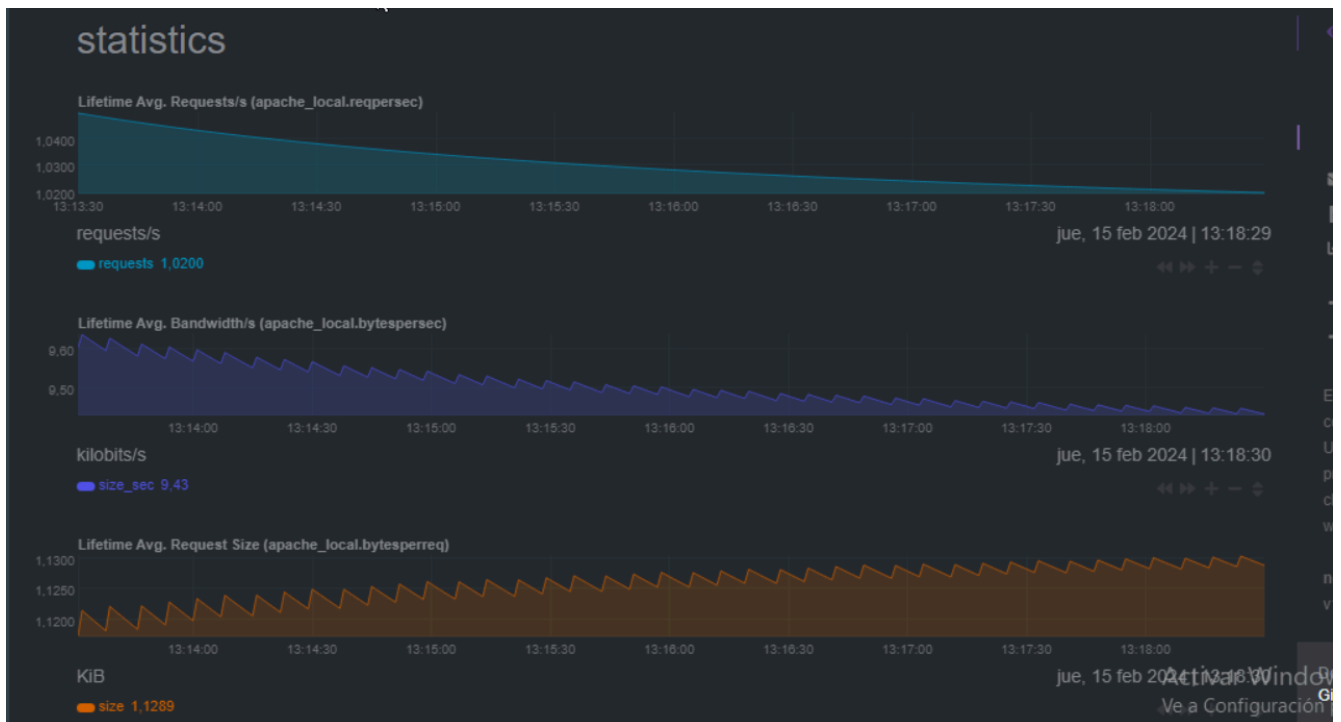 statistics
Lifetime Avg. Requests/s (apache_local.reqpersec)
1,0400
1,0300
1,0200
13:13:30 13:14:00 13:14:30 13:15:00 13:15:30 13:16:00 13:16:30 13:17:00 13:17:30 13:18:00
requests/s jue, 15 feb 2024 | 13:18:29
requests 1,0200
Lifetime Avg. Bandwidth/s (apache_local.bytespersec)
9,60
9,50
13:14:00 13:14:30 13:15:00 13:15:30 13:16:00 13:16:30 13:17:00 13:17:30 13:18:00
kilobits/s jue, 15 feb 2024 | 13:18:30
size_sec 9,43
Lifetime Avg. Request Size (apache_local.bytesperreq)
1,1300
1,1250
1,1200
13:14:00 13:14:30 13:15:00 13:15:30 13:16:00 13:16:30 13:17:00 13:17:30 13:18:00
KiB jue, 15 feb 2024 | 13:18:30
Activar Window
size 1,1289
Ve a Configuración